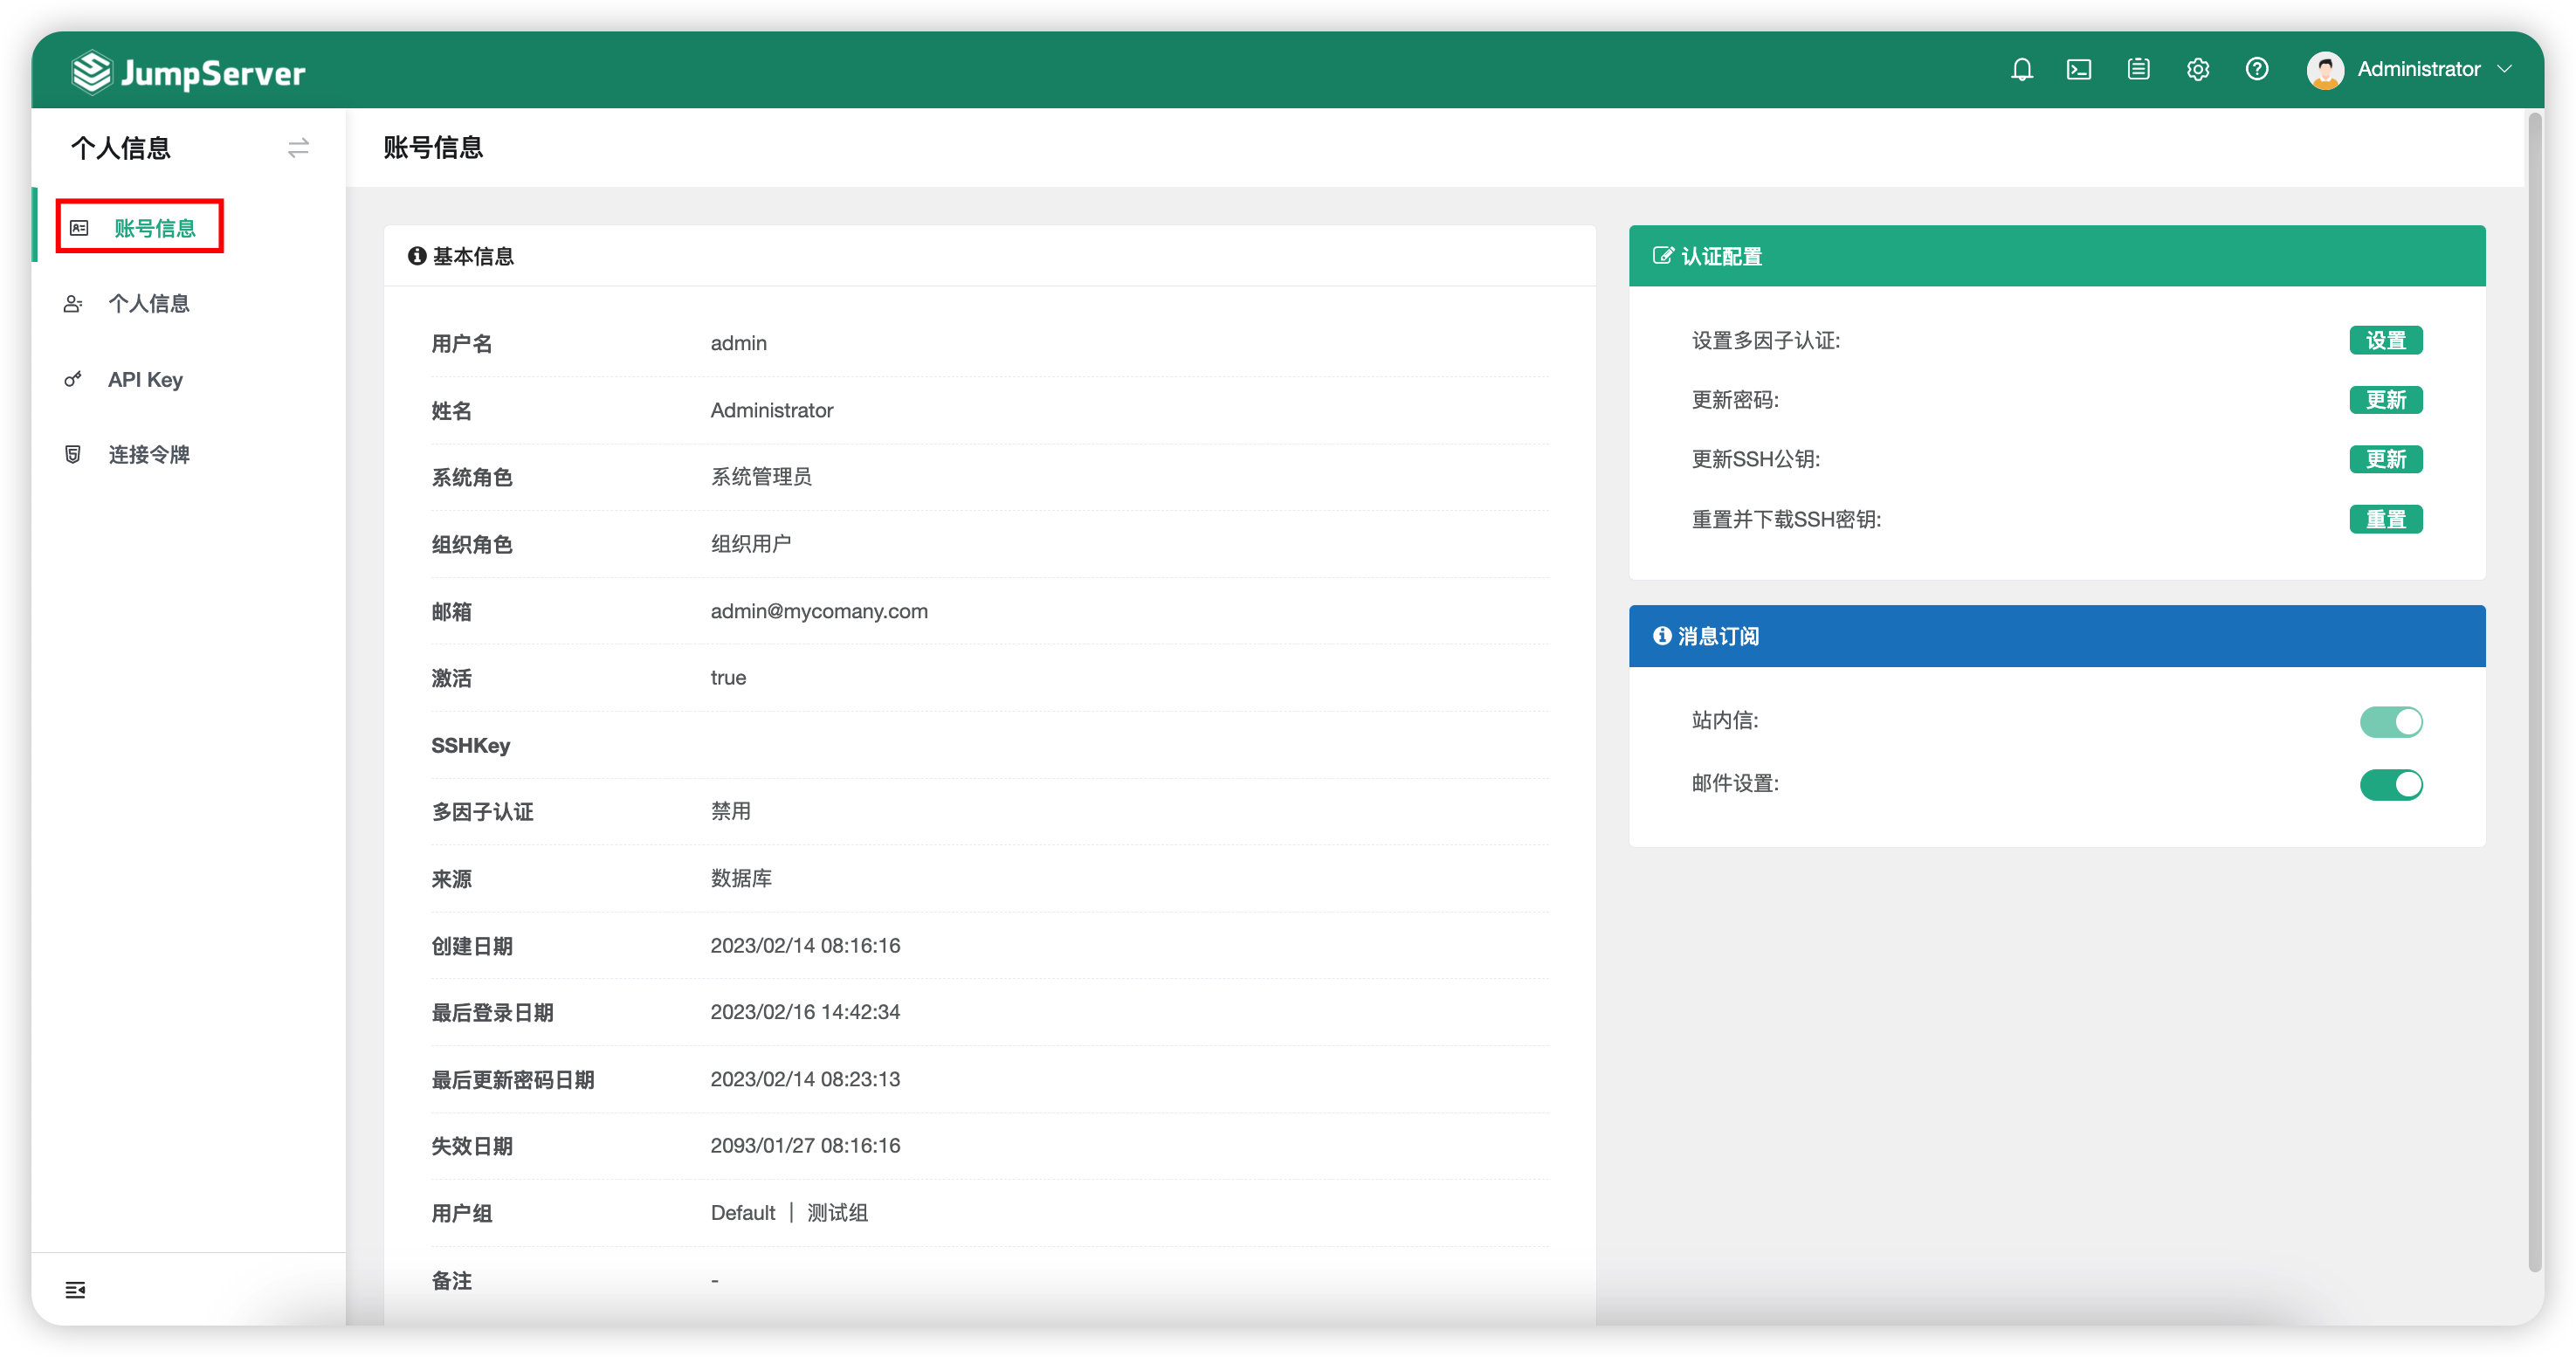 JumpServer
Administrator
个人信息
账号信息
账号信息
个人信息
API Key
连接令牌
基本信息
用户名 admin
姓名 Administrator
系统角色 系统管理员
组织角色 组织用户
邮箱 admin@mycomany.com
激活 true
SSHKey
多因子认证 禁用
来源 数据库
创建日期 2023/02/14 08:16:16
最后登录日期 2023/02/16 14:42:34
最后更新密码日期 2023/02/14 08:23:13
失效日期 2093/01/27 08:16:16
用户组 Default | 测试组
备注 -
认证配置
设置多因子认证: 设置
更新密码: 更新
更新SSH公钥: 更新
重置并下载SSH密钥: 重置
消息订阅
站内信:
邮件设置: